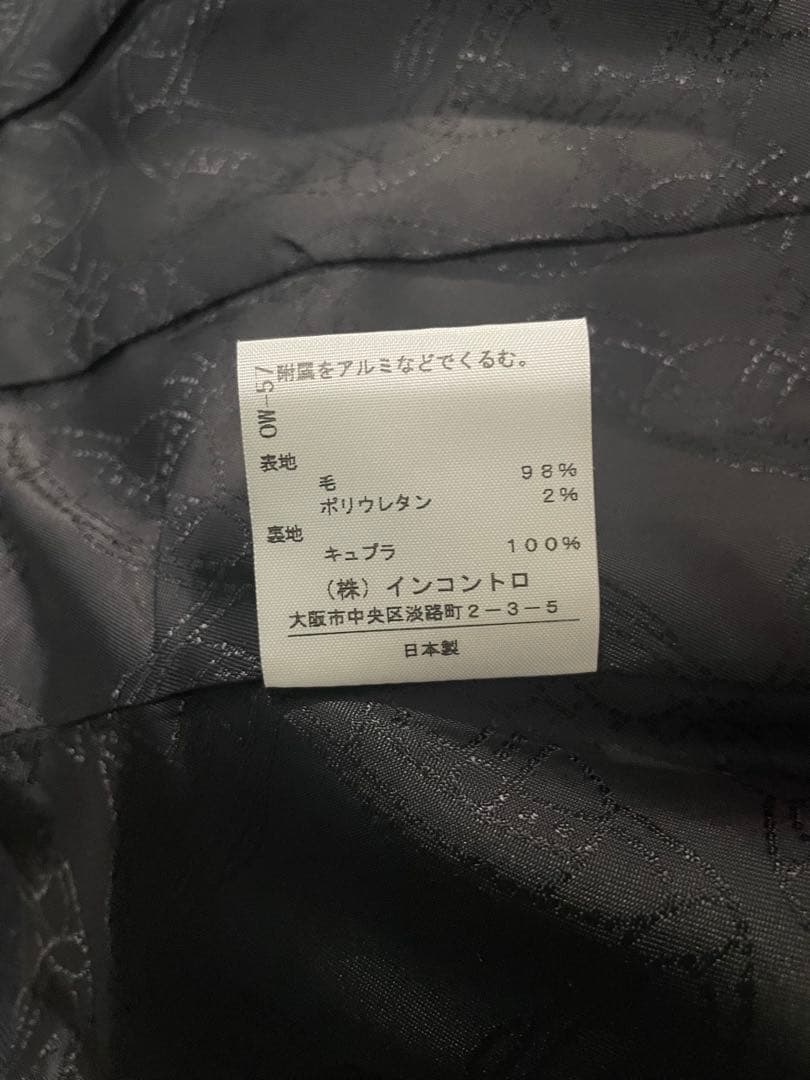 附属をアルミなどでくるむ。
OW-57
表地
毛 98%
ポリウレタン 2%
裏地
キュプラ 100%
（株）インコントロ
大阪市中央区淡路町2-3-5
日本製